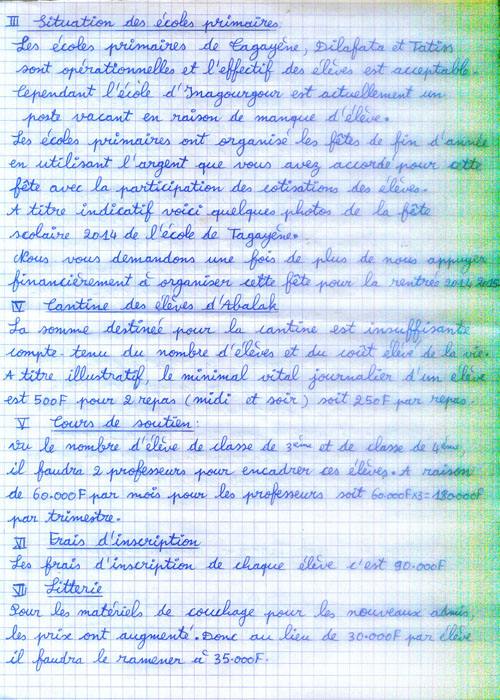 III Situation des écoles primaires
Les écoles primaires de Tagayène, Dilafata et Tatiss
sont opérationnelles et l'effectif des élèves est acceptable.
Cependant l'école d'Inagourgour est actuellement un
poste vacant en raison de manque d'élève.
Les écoles primaires ont organisé les fêtes de fin d'année
en utilisant l'argent que vous avez accordé pour cette
fête avec la participation des cotisations des élèves.
A titre indicatif voici quelques photos de la fête
scolaire 2014 de l'école de Tagayène.
Nous vous demandons une fois de plus de nous appuyer
financièrement à organiser cette fête pour la rentrée 2014-2015
IV Cantine des élèves d'Abalak
La somme destinée pour la cantine est insuffisante
compte-tenu du nombre d'élèves et du coût élevé de la vie.
A titre illustratif, le minimal vital journalier d'un élève
est 500F pour 2 repas (midi et soir) soit 250F par repas.
V Cours de soutien:
Vu le nombre d'élève de classe de 3ème et de classe de 4ème,
il faudra 2 professeurs pour encadrer ces élèves. A raison
de 60.000F par mois pour les professeurs soit 60.000F×3=180.000F
par trimestre.
XI Frais d'inscription
Les frais d'inscription de chaque élève c'est 90.000F
VII Litterie
Pour les matériels de couchage pour les nouveaux admis,
les prix ont augmenté. Donc au lieu de 30.000F par élève
il faudra le ramener à 35.000F.